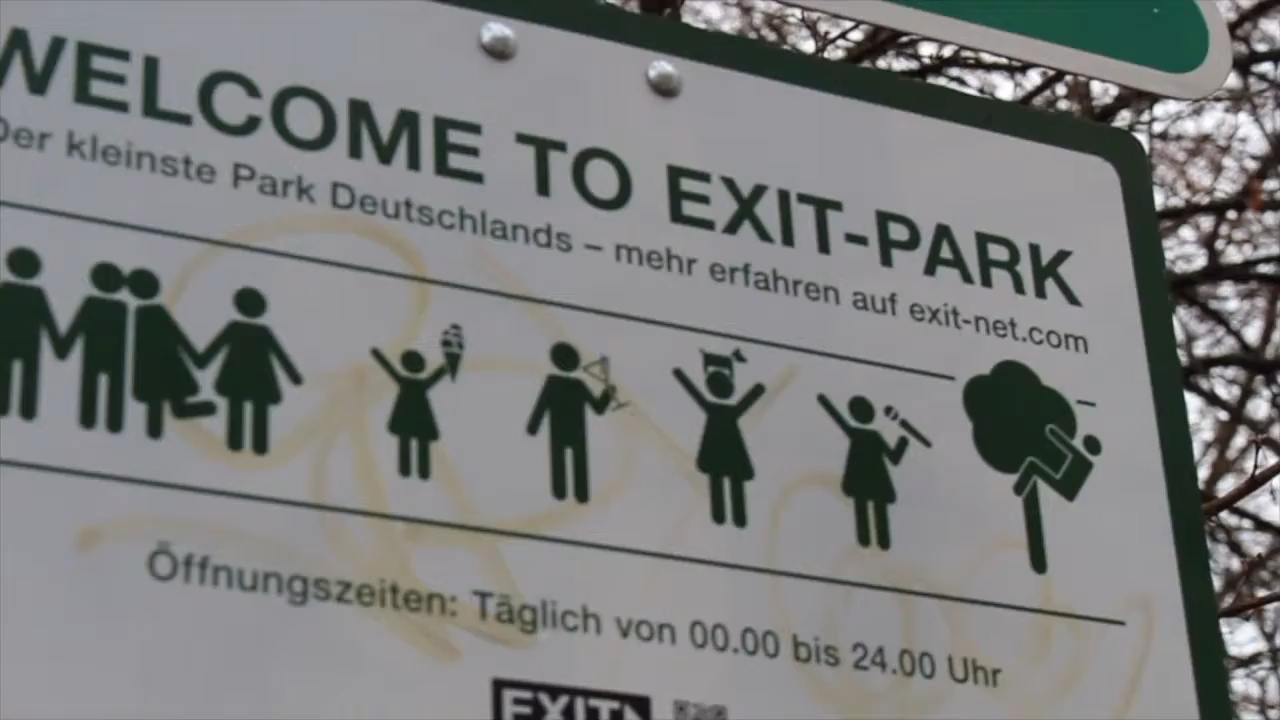 WELCOME TO EXIT-PARK
Der kleinste Park Deutschlands – mehr erfahren auf exit-net.com
Öffnungszeiten: Täglich von 00.00 bis 24.00 Uhr
EXIT